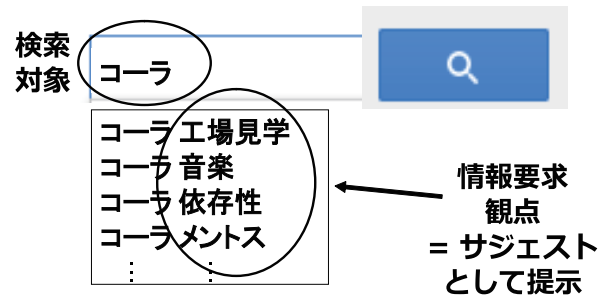 検索
対象
コーラ
コーラ 工場見学
コーラ 音楽
コーラ 依存性
コーラ メントス
⋮ ⋮
情報要求
観点
= サジェスト
として提示